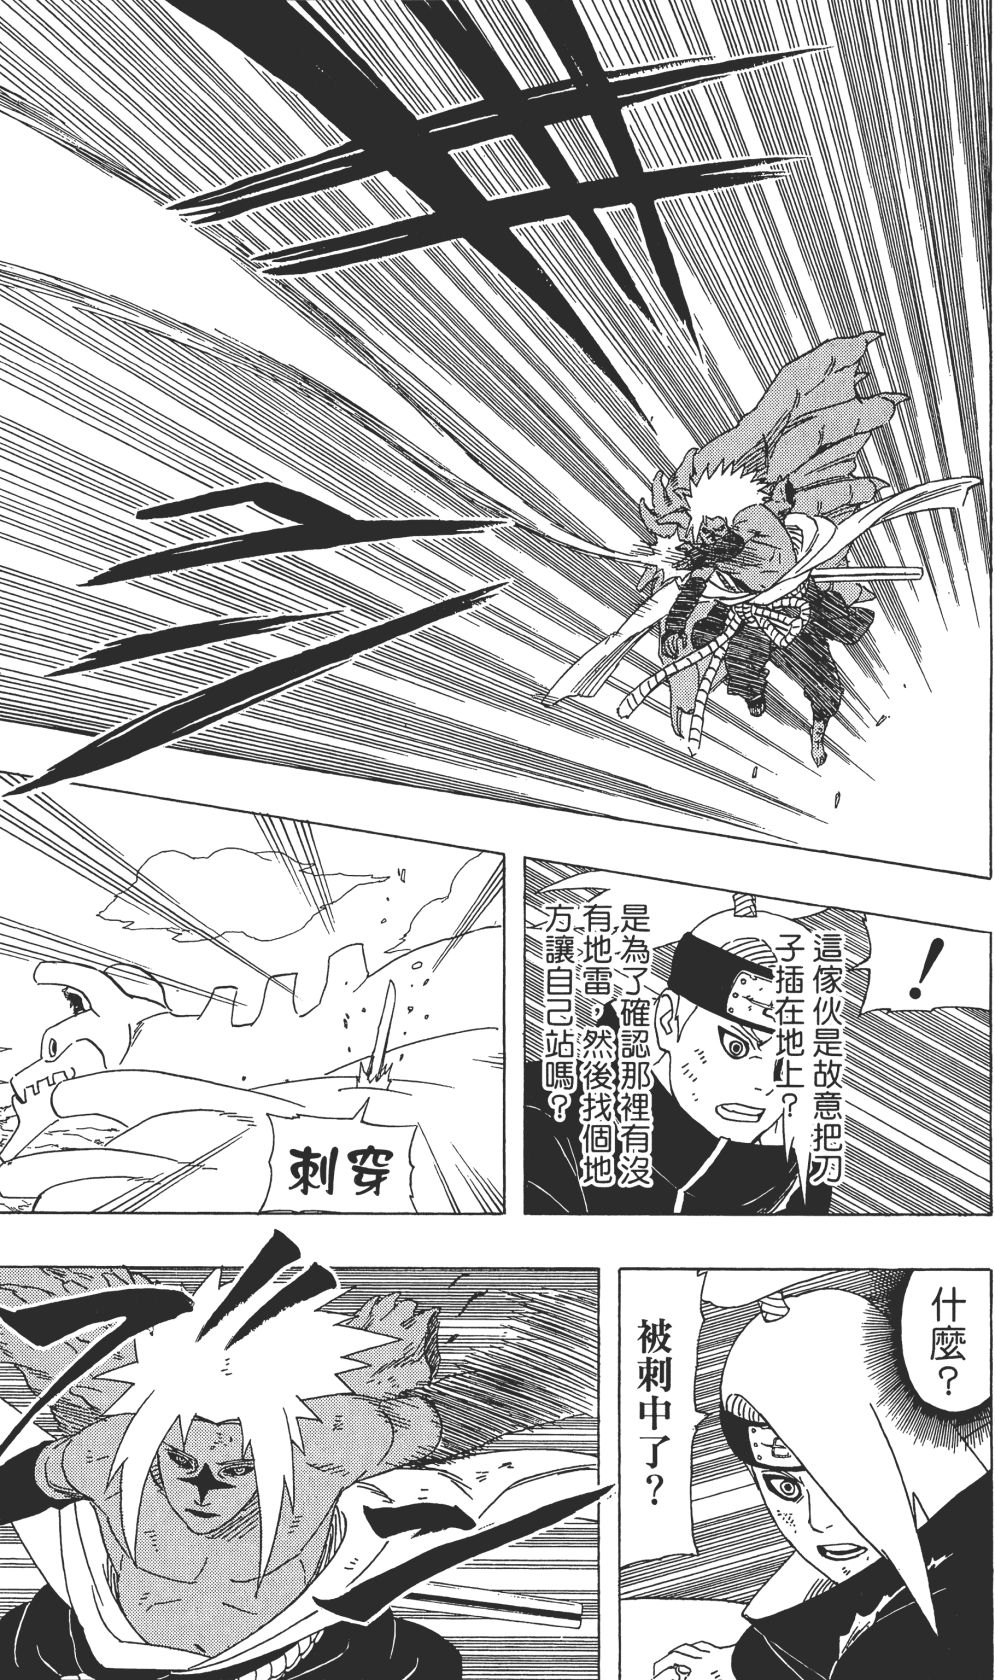 ！
這傢伙是故意把刀
子插在地上？
是為了確認那裡有沒
有地雷，然後找個地
方讓自己站嗎？
刺穿
什麼？
被刺中了？